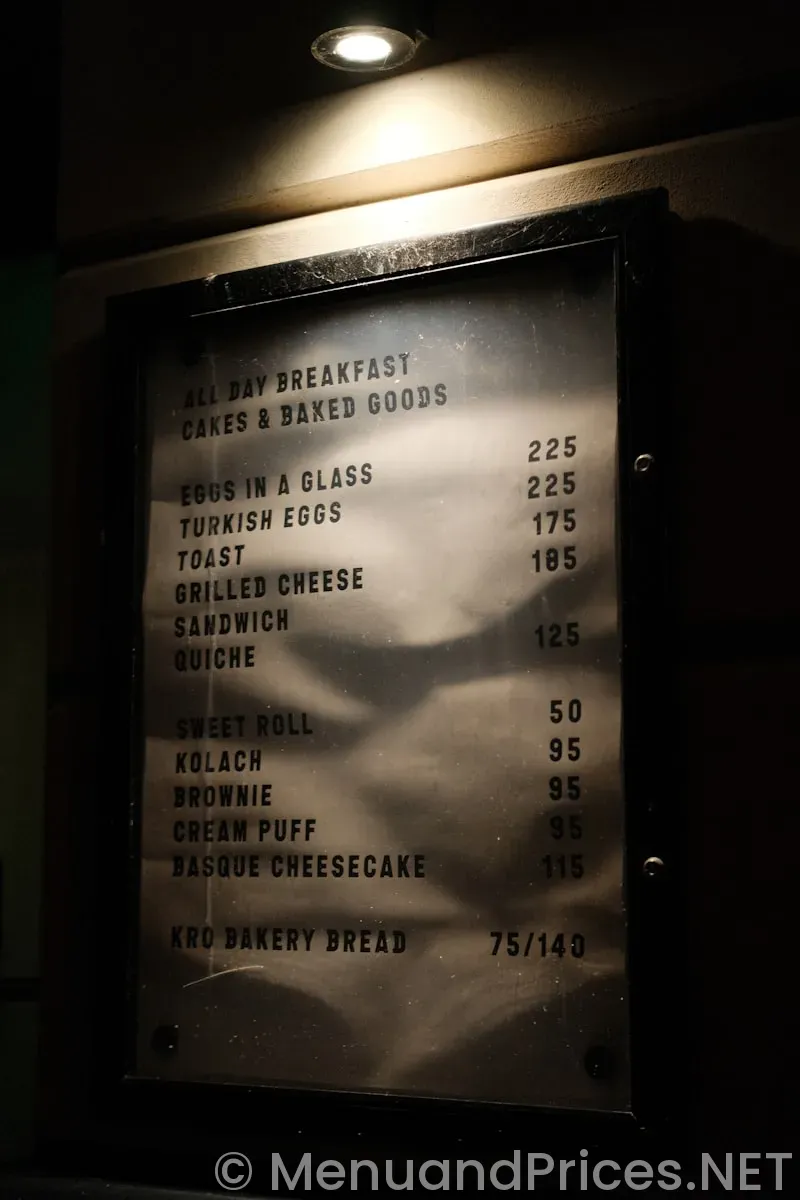 ALL DAY BREAKFAST
CAKES & BAKED GOODS
EGGS IN A GLASS 225
TURKISH EGGS 225
TOAST 175
GRILLED CHEESE 185
SANDWICH
QUICHE 125
SWEET ROLL 50
KOLACH 95
BROWNIE 95
CREAM PUFF 95
BASQUE CHEESECAKE 115
KRO BAKERY BREAD 75/140
© MenuandPrices.NET